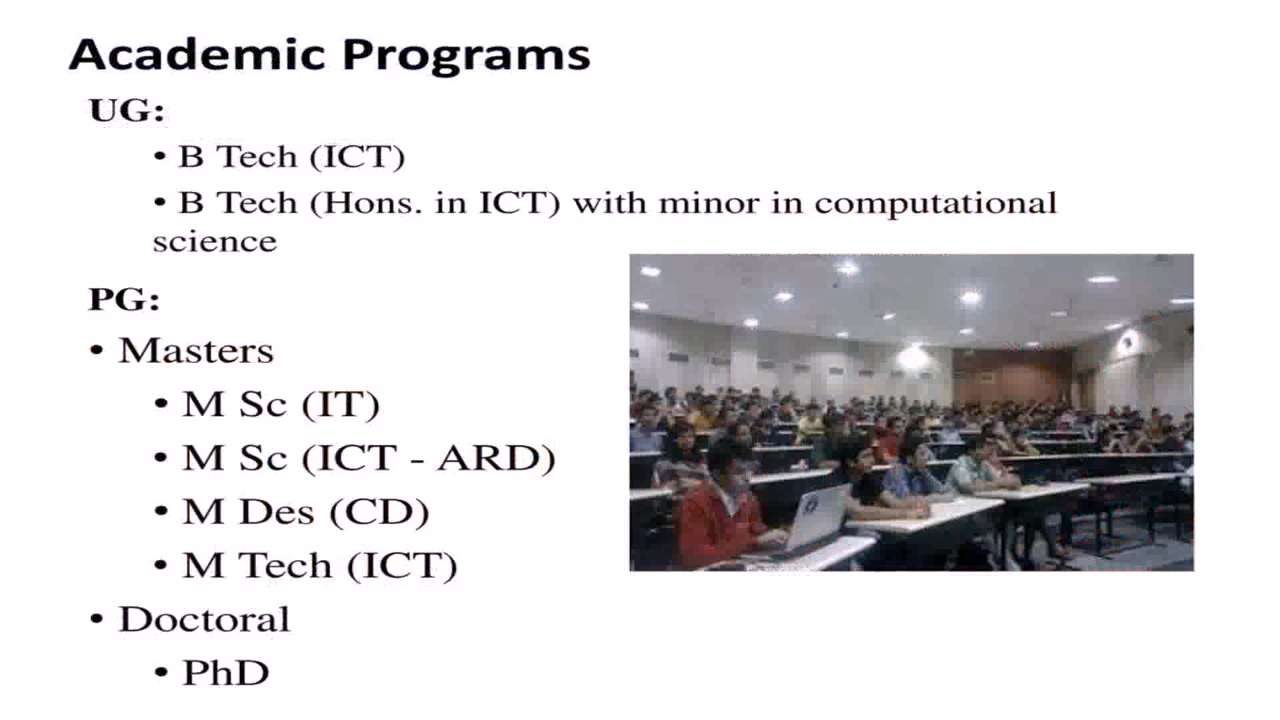 Academic Programs
UG:
• B Tech (ICT)
• B Tech (Hons. in ICT) with minor in computational
science
PG:
• Masters
• M Sc (IT)
• M Sc (ICT - ARD)
• M Des (CD)
• M Tech (ICT)
• Doctoral
• PhD